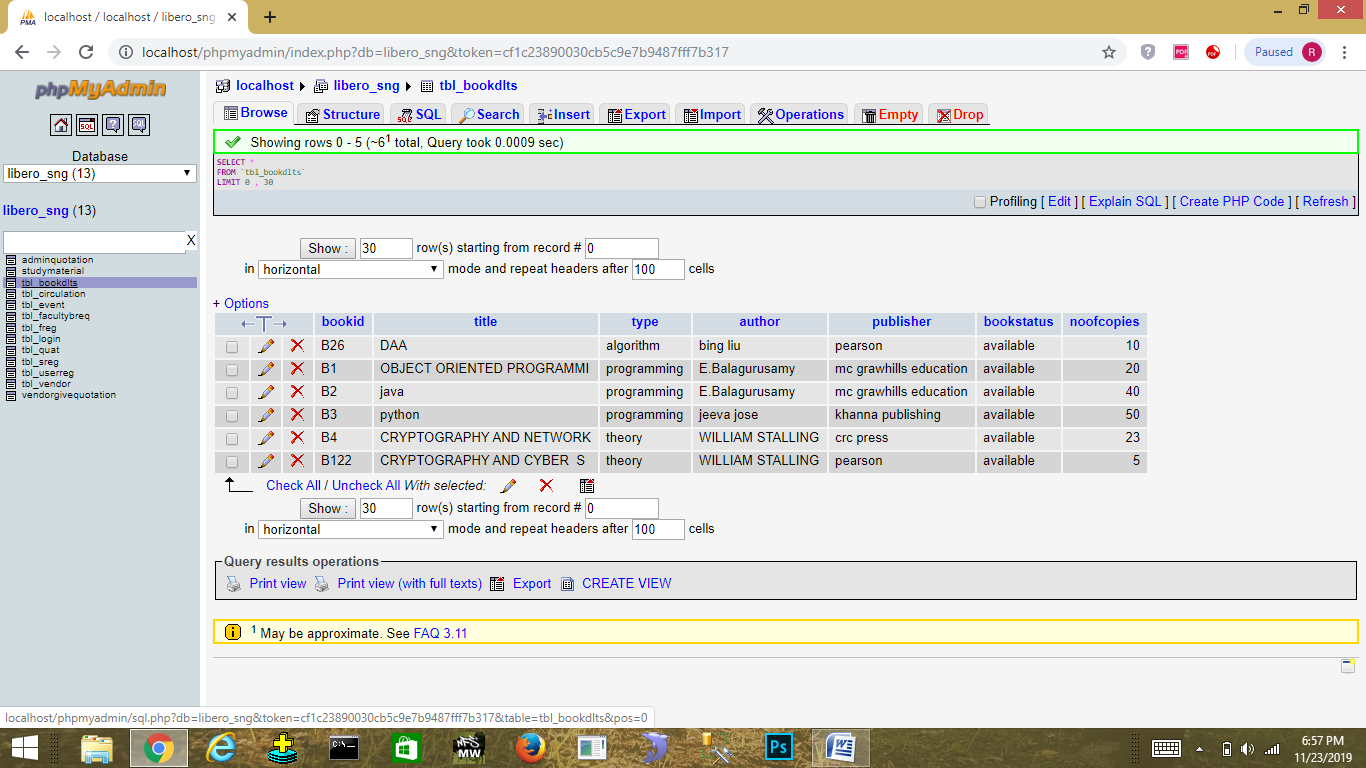 localhost / localhost / libero_sng
localhost/phpmyadmin/index.php?db=libero_sng&token=cf1c23890030cb5c9e7b9487fff7b317
PDF
Paused R
phpMyAdmin
SQL
Database
libero_sng (13)
libero_sng (13)
X
adminquotation
studymaterial
tbl_bookdlts
tbl_circulation
tbl_event
tbl_facultybreq
tbl_freg
tbl_login
tbl_quat
tbl_sreg
tbl_userreg
tbl_vendor
vendorgivequotation
localhost libero_sng tbl_bookdlts
Browse Structure SQL Search Insert Export Import Operations Empty Drop
Showing rows 0 - 5 (~6¹ total, Query took 0.0009 sec)
SELECT *
FROM `tbl_bookdlts`
LIMIT 0 , 30
Profiling [ Edit ] [ Explain SQL ] [ Create PHP Code ] [ Refresh ]
Show : 30 row(s) starting from record # 0
in horizontal mode and repeat headers after 100 cells
+ Options
bookid title type author publisher bookstatus noofcopies
B26 DAA algorithm bing liu pearson available 10
B1 OBJECT ORIENTED PROGRAMMI programming E.Balagurusamy mc grawhills education available 20
B2 java programming E.Balagurusamy mc grawhills education available 40
B3 python programming jeeva jose khanna publishing available 50
B4 CRYPTOGRAPHY AND NETWORK theory WILLIAM STALLING crc press available 23
B122 CRYPTOGRAPHY AND CYBER S theory WILLIAM STALLING pearson available 5
Check All / Uncheck All With selected:
Show : 30 row(s) starting from record # 0
in horizontal mode and repeat headers after 100 cells
Query results operations
Print view Print view (with full texts) Export CREATE VIEW
¹ May be approximate. See FAQ 3.11
localhost/phpmyadmin/sql.php?db=libero_sng&token=cf1c23890030cb5c9e7b9487fff7b317&table=tbl_bookdlts&pos=0
MW
Ps
6:57 PM
11/23/2019